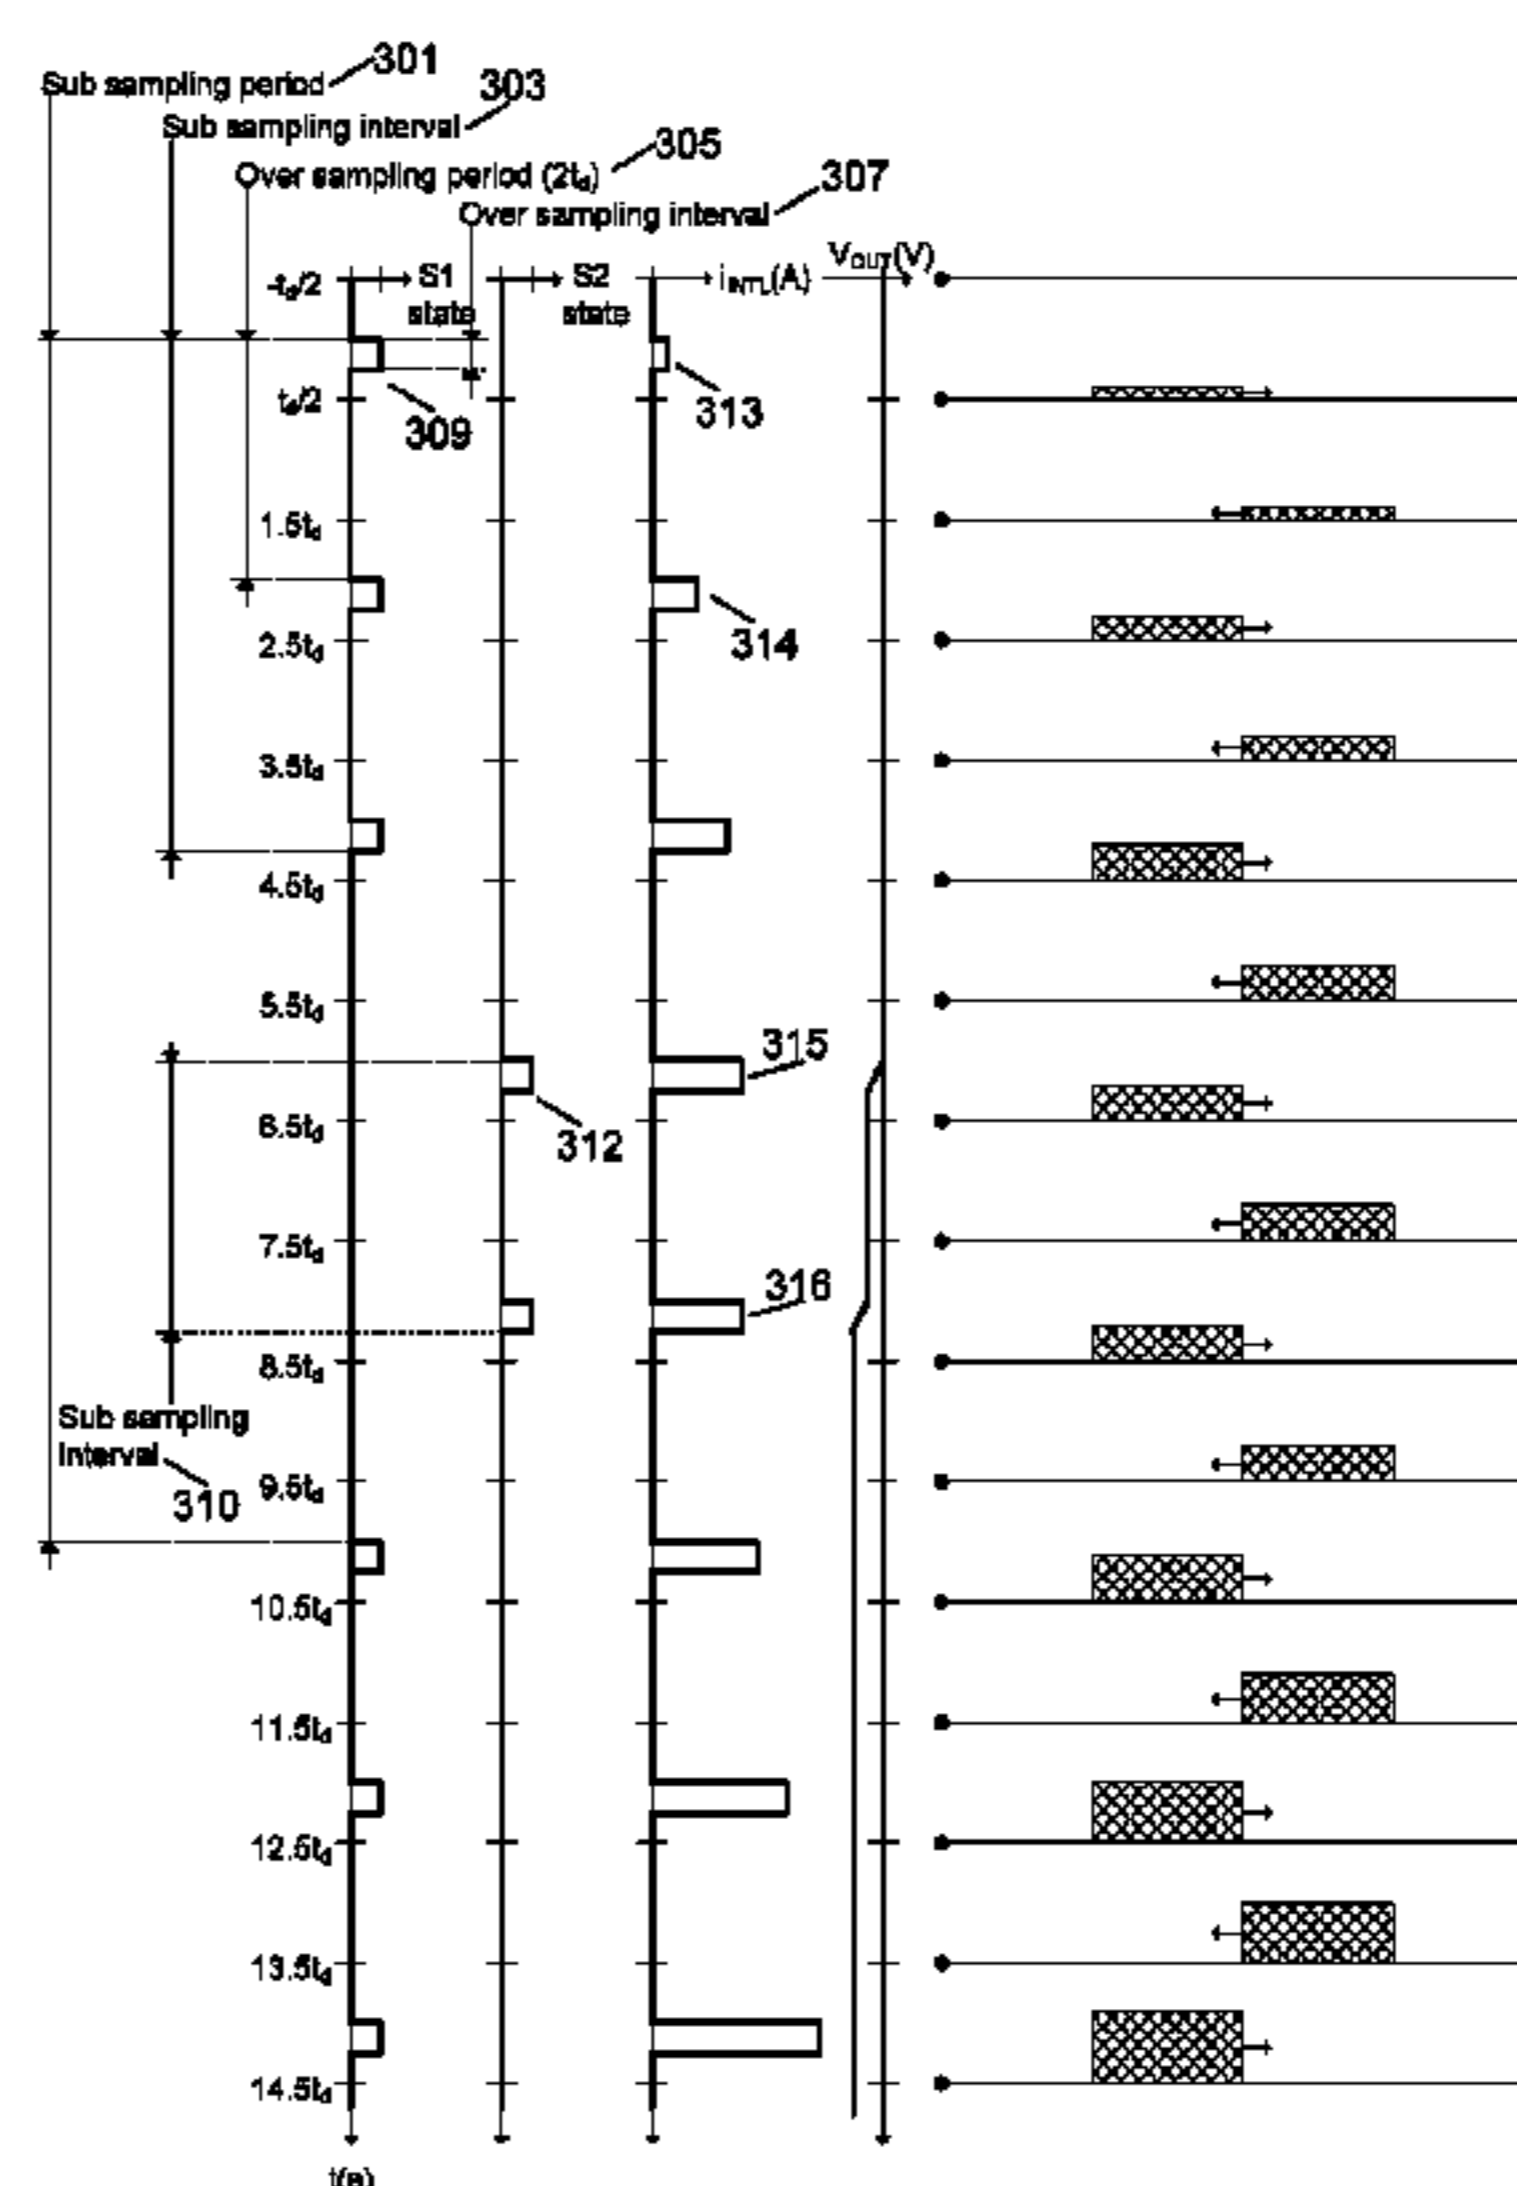 301
Sub sampling period
303
Sub sampling interval
305
Over sampling period (2td)
307
Over sampling interval
VOUT(V)
-td/2
S1 state
S2 state
iINTL(A)
313
td/2
309
1.5td
314
2.5td
3.5td
4.5td
5.5td
315
312
6.5td
7.5td
316
8.5td
Sub sampling
Interval
310
9.5td
10.5td
11.5td
12.5td
13.5td
14.5td
t(s)